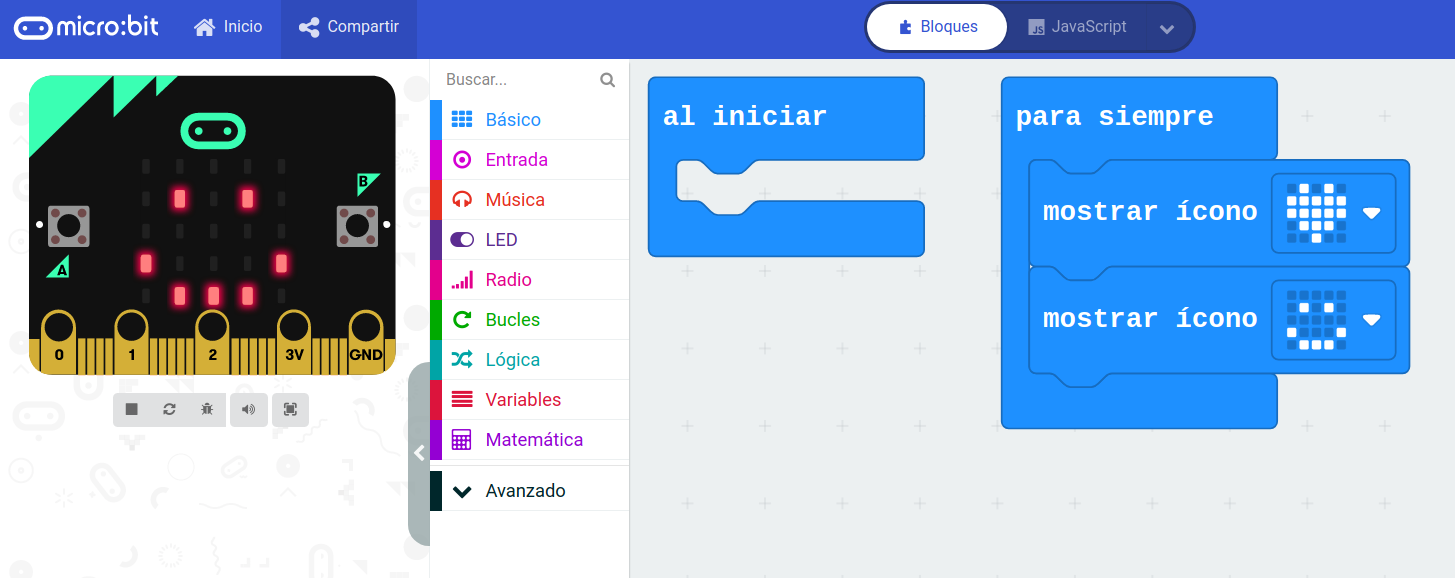 micro:bit
Inicio
Compartir
Bloques
JS JavaScript
B
A
0 1 2 3V GND
Buscar...
Básico
Entrada
Música
LED
Radio
Bucles
Lógica
Variables
Matemática
Avanzado
al iniciar
para siempre
mostrar ícono
mostrar ícono